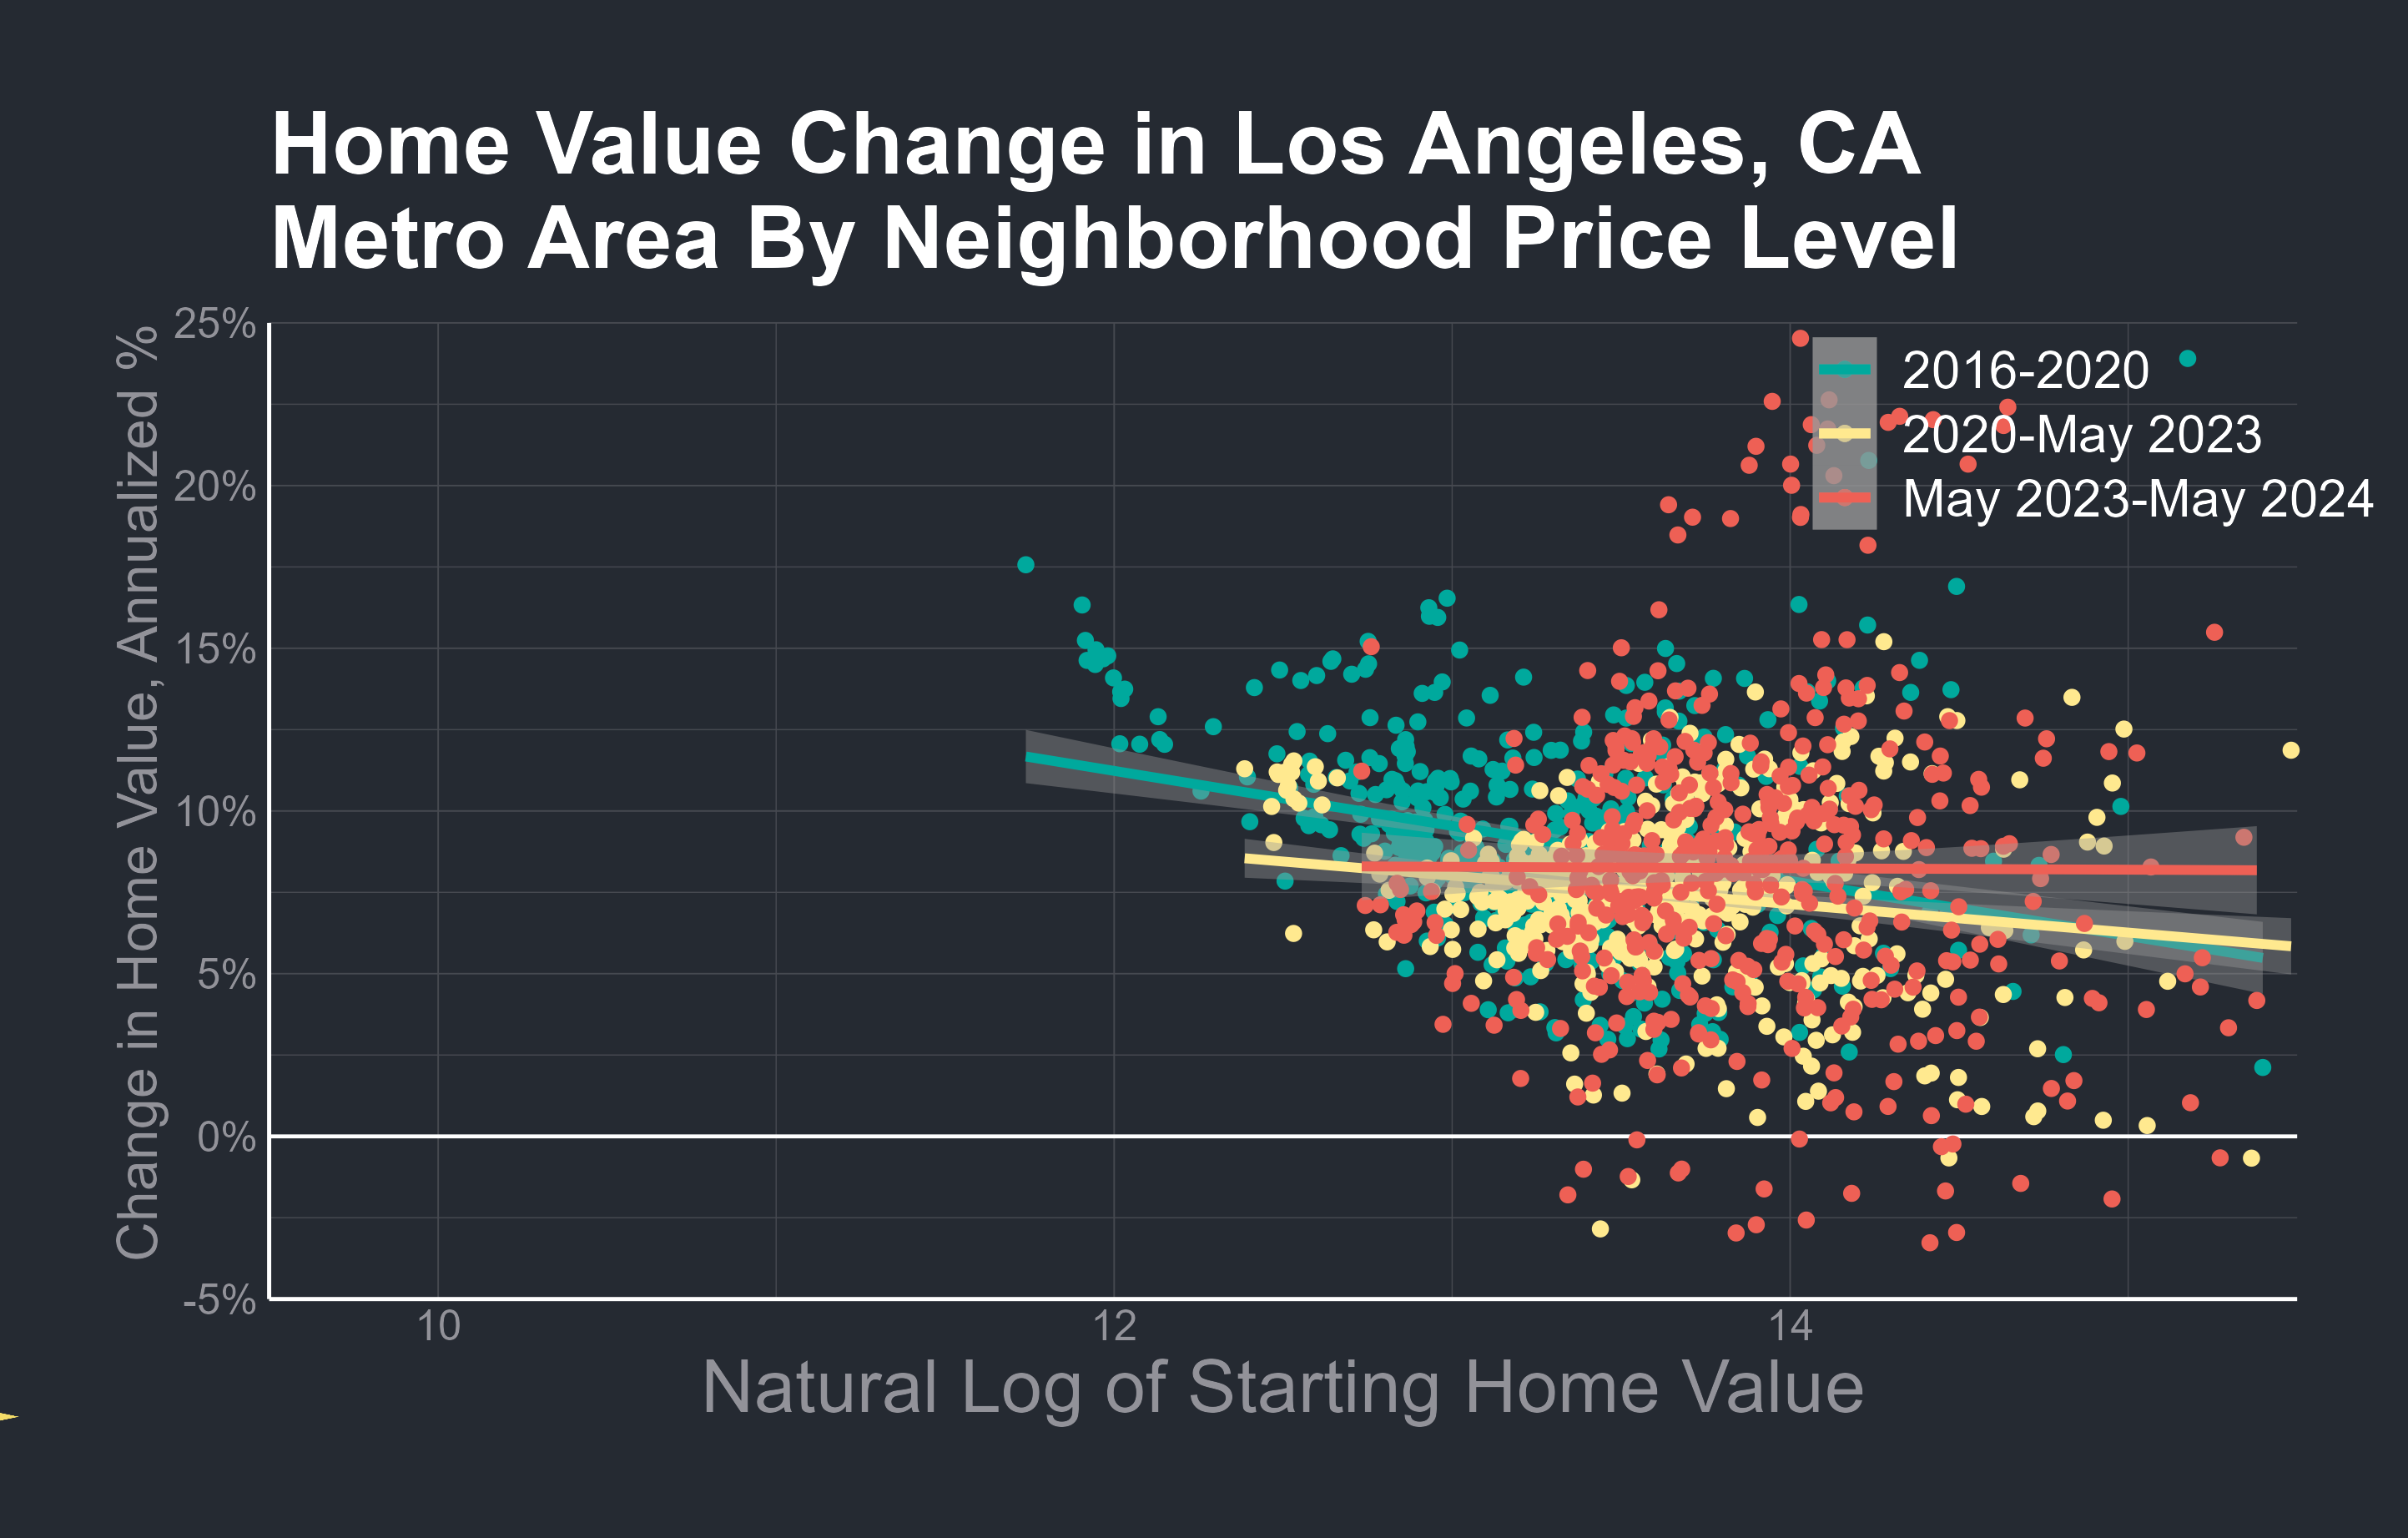 Home Value Change in Los Angeles, CA
Metro Area By Neighborhood Price Level
Change in Home Value, Annualized %
25%
20%
15%
10%
5%
0%
-5%
2016-2020
2020-May 2023
May 2023-May 2024
10
12
14
Natural Log of Starting Home Value